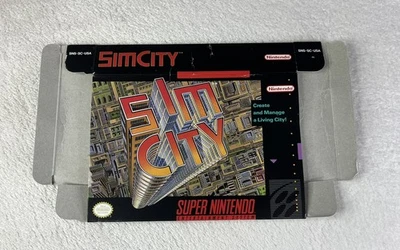 SNS-SC-USA
SNS-SC-USA
SIMCITY
Nintendo
Nintendo
SIM
CITY
Create
and Manage
a Living City!
SUPER NINTENDO
ENTERTAINMENT SYSTEM